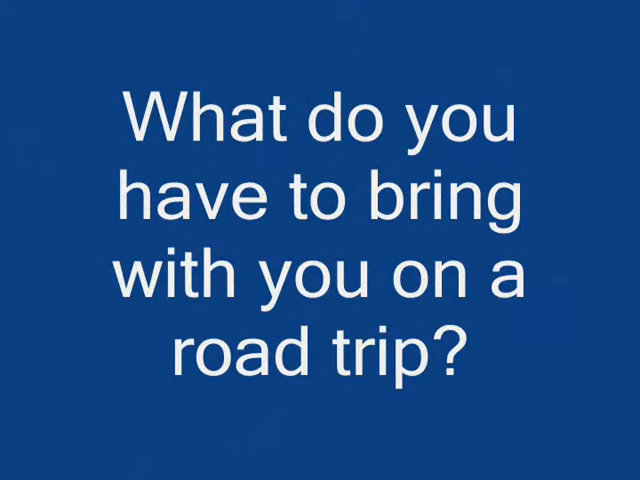 What do you
have to bring
with you on a
road trip?